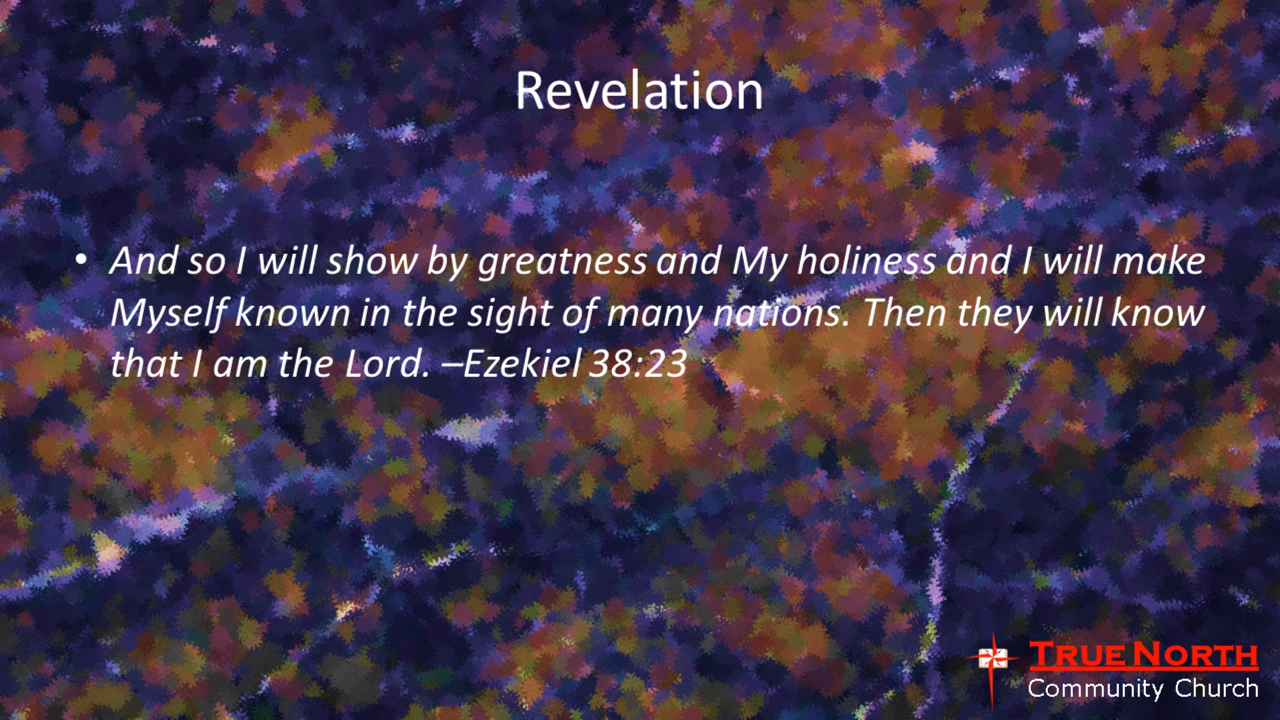 Revelation
• And so I will show by greatness and My holiness and I will make
Myself known in the sight of many nations. Then they will know
that I am the Lord. –Ezekiel 38:23
TRUE NORTH
Community Church